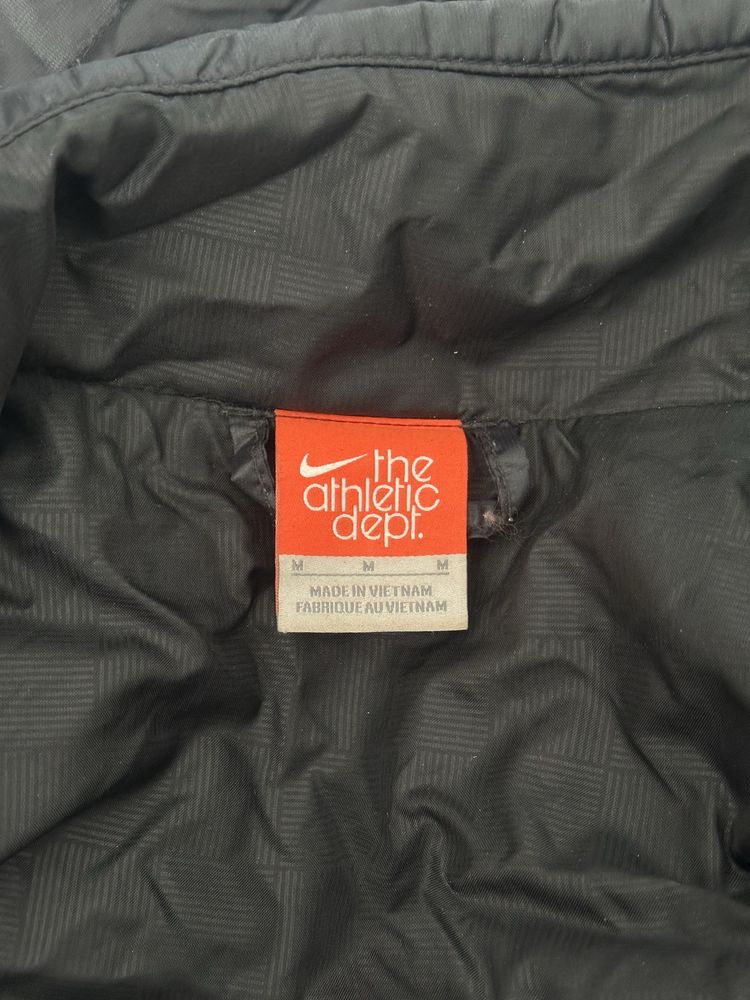 the
athletic
dept.
M M M
MADE IN VIETNAM
FABRIQUE AU VIETNAM